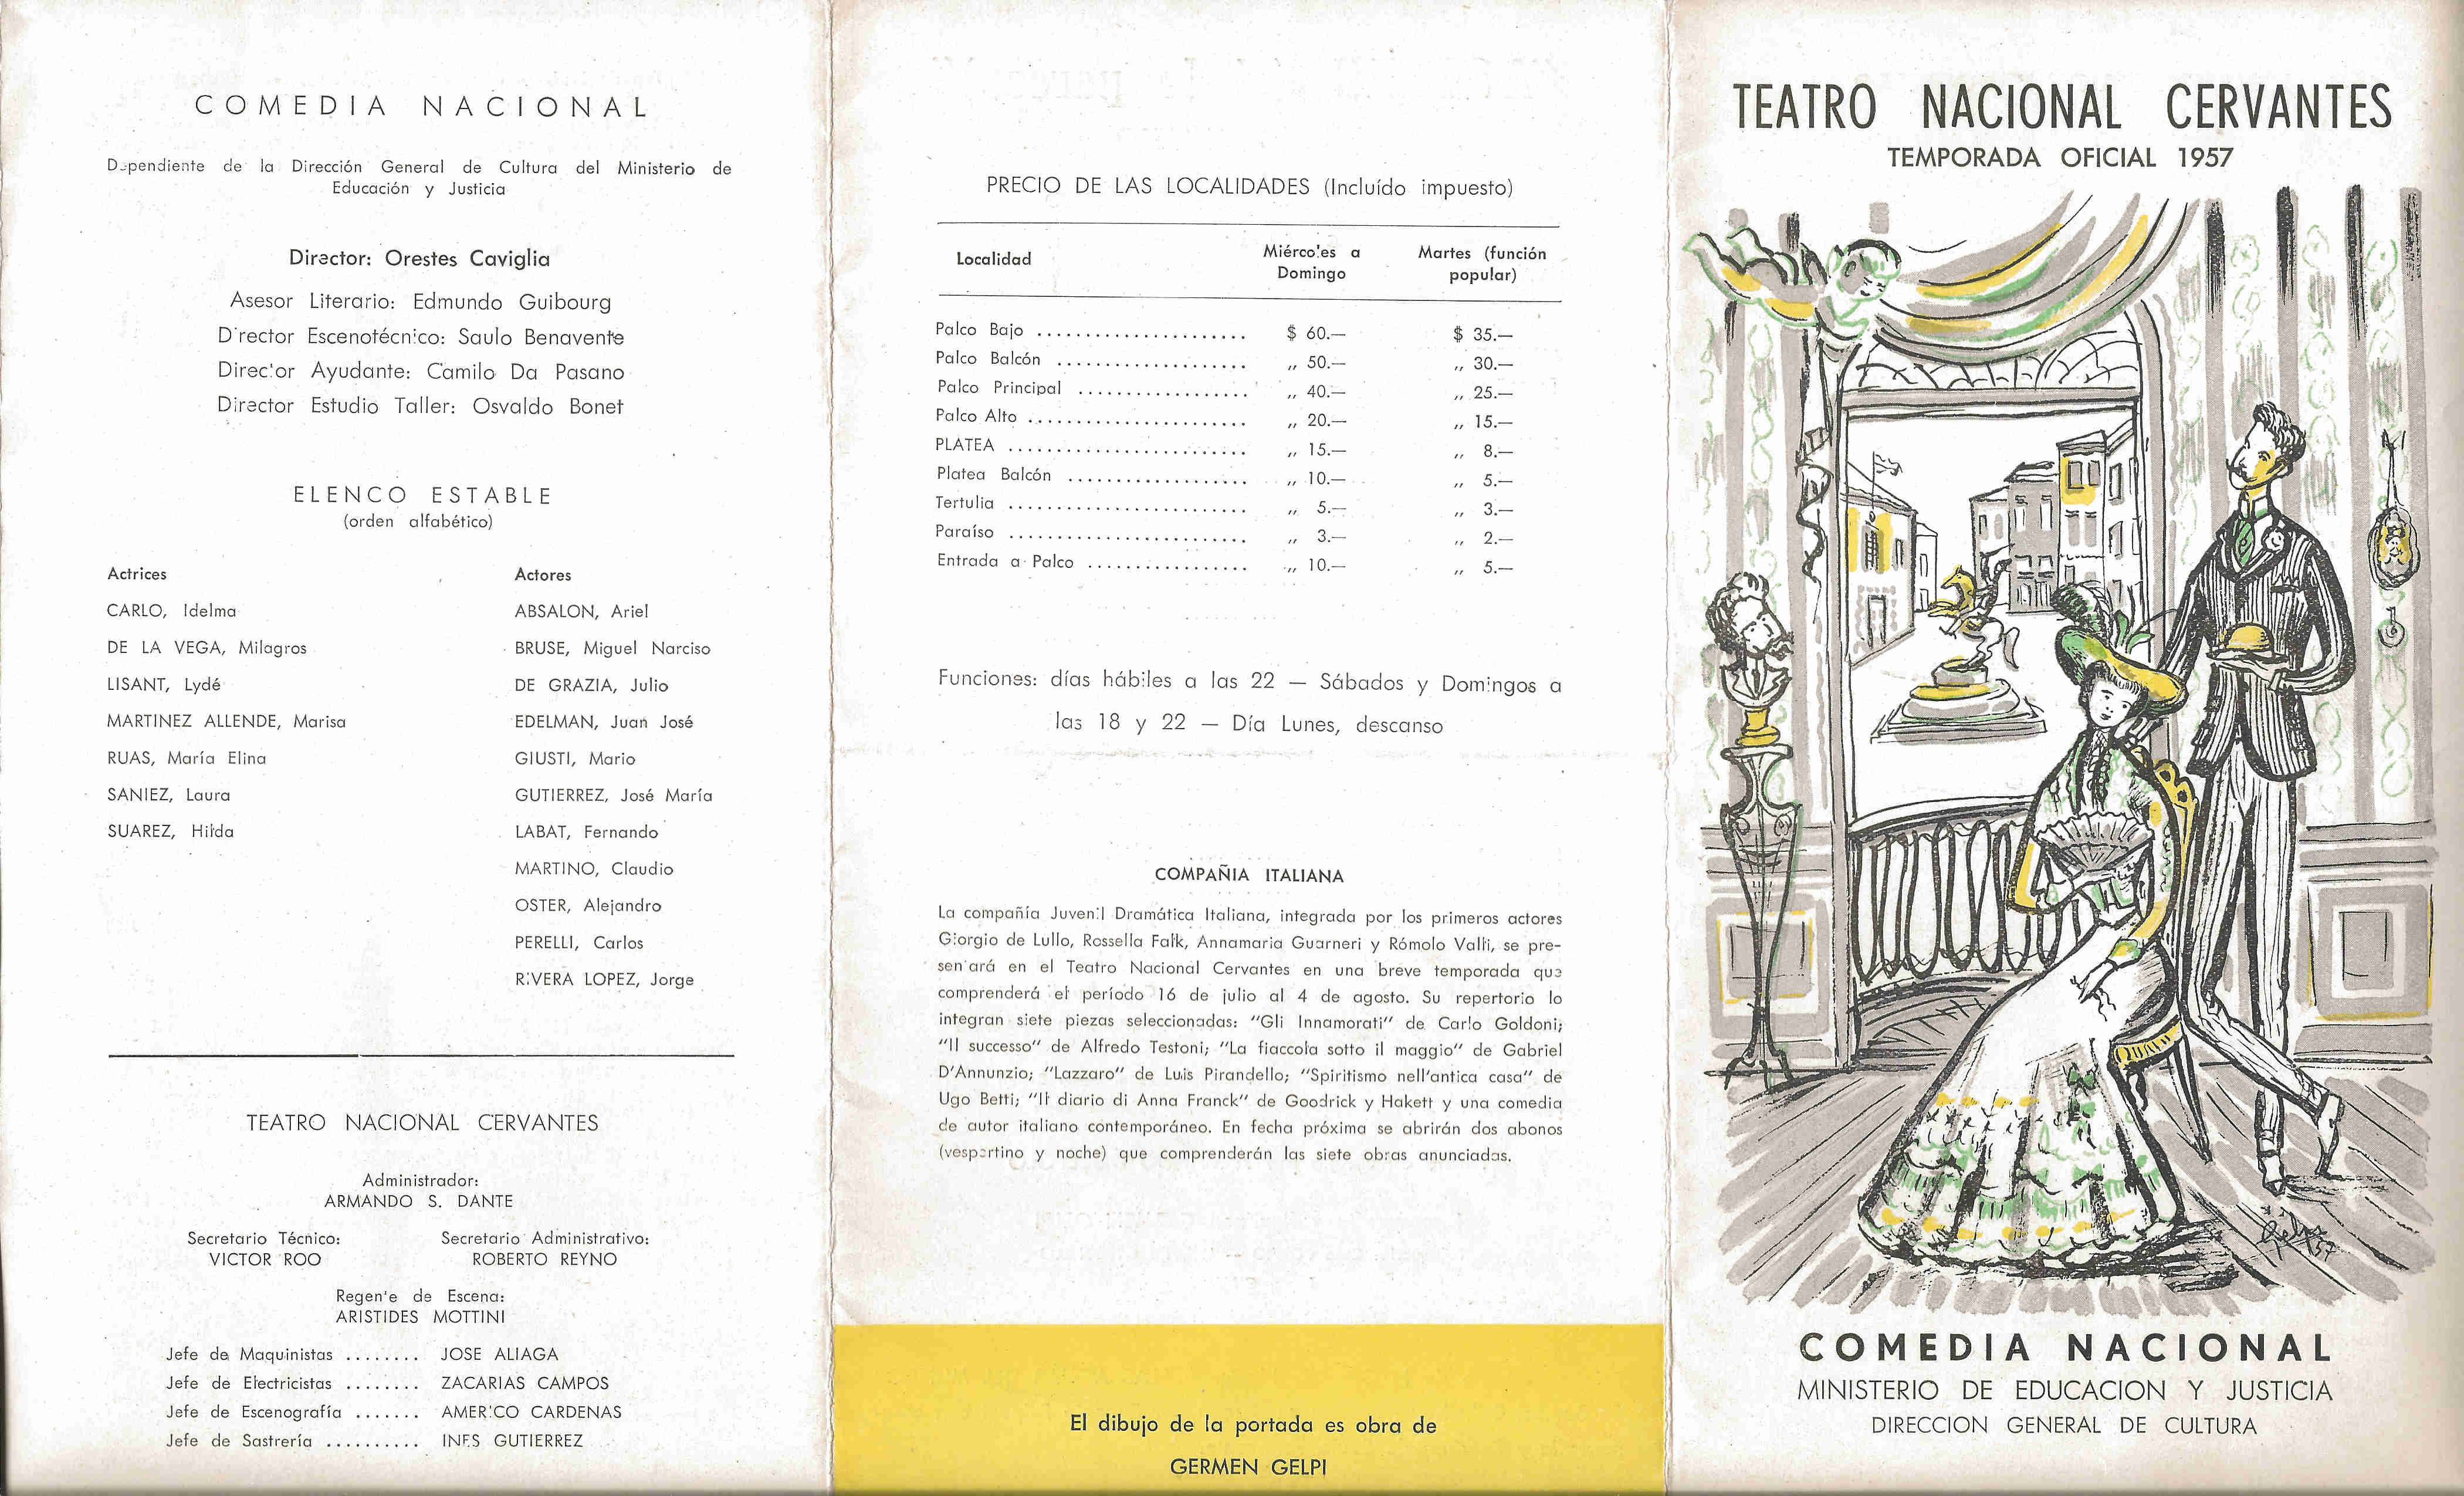 COMEDIA NACIONAL
Dependiente de la Dirección General de Cultura del Ministerio de
Educación y Justicia
Director: Orestes Caviglia
Asesor Literario: Edmundo Guibourg
Director Escenotécnico: Saulo Benavente
Director Ayudante: Camilo Da Pasano
Director Estudio Taller: Osvaldo Bonet
ELENCO ESTABLE
(orden alfabético)
Actrices
CARLO, Idelma
DE LA VEGA, Milagros
LISANT, Lydé
MARTINEZ ALLENDE, Marisa
RUAS, María Elina
SANIEZ, Laura
SUAREZ, Hilda
Actores
ABSALON, Ariel
BRUSE, Miguel Narciso
DE GRAZIA, Julio
EDELMAN, Juan José
GIUSTI, Mario
GUTIERREZ, José María
LABAT, Fernando
MARTINO, Claudio
OSTER, Alejandro
PERELLI, Carlos
RIVERA LOPEZ, Jorge
TEATRO NACIONAL CERVANTES
Administrador:
ARMANDO S. DANTE
Secretario Técnico: Secretario Administrativo:
VICTOR ROO ROBERTO REYNO
Regente de Escena:
ARISTIDES MOTTINI
Jefe de Maquinistas ........ JOSE ALIAGA
Jefe de Electricistas ........ ZACARIAS CAMPOS
Jefe de Escenografía ....... AMERICO CARDENAS
Jefe de Sastrería .......... INES GUTIERREZ
PRECIO DE LAS LOCALIDADES (Incluído impuesto)
Localidad Miércoles a Domingo Martes (función popular)
Palco Bajo ........................ $ 60.— $ 35.—
Palco Balcón ..................... „ 50.— „ 30.—
Palco Principal ................... „ 40.— „ 25.—
Palco Alto ......................... „ 20.— „ 15.—
PLATEA ........................... „ 15.— „ 8.—
Platea Balcón .................... „ 10.— „ 5.—
Tertulia ........................... „ 5.— „ 3.—
Paraíso ........................... „ 3.— „ 2.—
Entrada a Palco .................. „ 10.— „ 5.—
Funciones: días hábiles a las 22 — Sábados y Domingos a
las 18 y 22 — Día Lunes, descanso
COMPAÑIA ITALIANA
La compañía Juvenil Dramática Italiana, integrada por los primeros actores
Giorgio de Lullo, Rossella Falk, Annamaria Guarneri y Rómolo Valli, se pre-
sentará en el Teatro Nacional Cervantes en una breve temporada que
comprenderá el período 16 de julio al 4 de agosto. Su repertorio lo
integran siete piezas seleccionadas: "Gli Innamorati" de Carlo Goldoni;
"Il successo" de Alfredo Testoni; "La fiaccola sotto il maggio" de Gabriel
D'Annunzio; "Lazzaro" de Luis Pirandello; "Spiritismo nell'antica casa" de
Ugo Betti; "Il diario di Anna Franck" de Goodrick y Hakett y una comedia
de autor italiano contemporáneo. En fecha próxima se abrirán dos abonos
(vespertino y noche) que comprenderán las siete obras anunciadas.
El dibujo de la portada es obra de
GERMEN GELPI
TEATRO NACIONAL CERVANTES
TEMPORADA OFICIAL 1957
Gelpi 57
COMEDIA NACIONAL
MINISTERIO DE EDUCACION Y JUSTICIA
DIRECCION GENERAL DE CULTURA